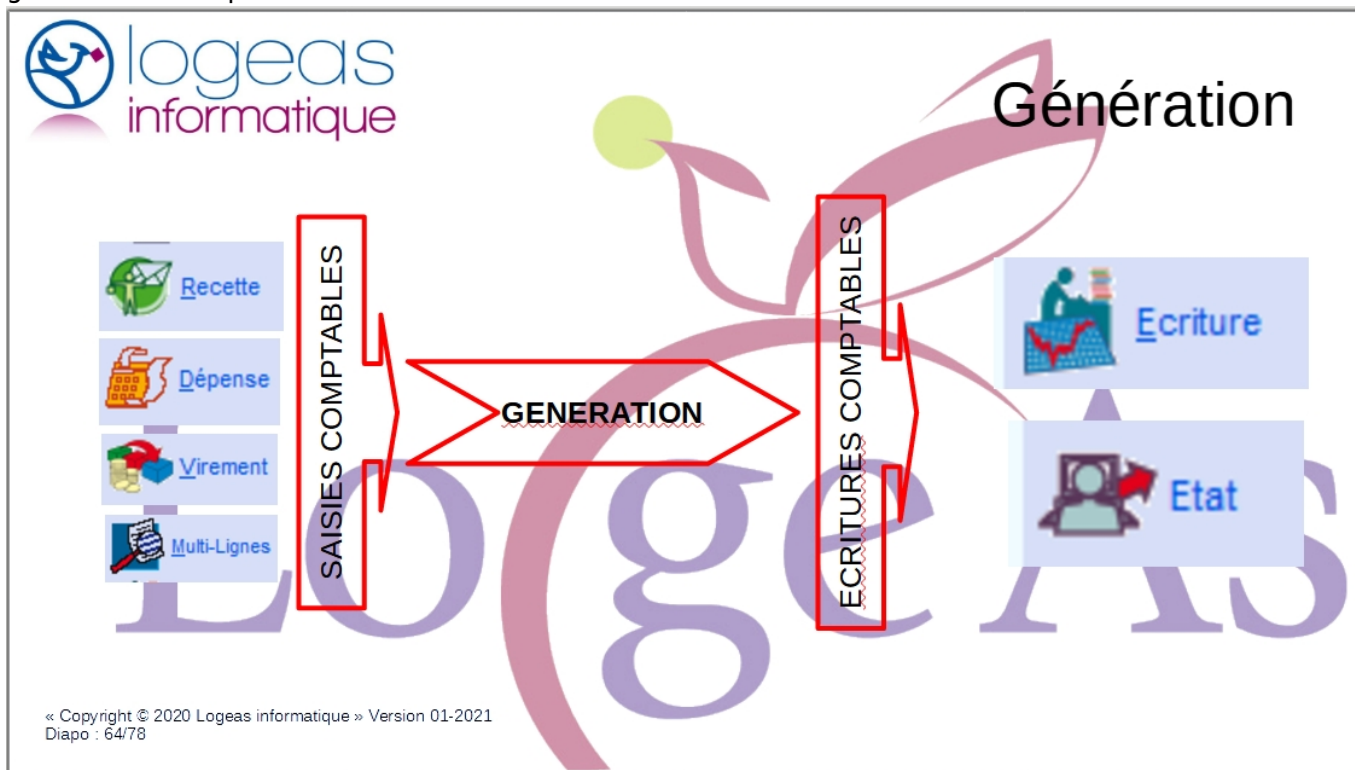 logeas
informatique
Génération
Recette
Dépense
Virement
Multi-Lignes
SAISIES COMPTABLES
GENERATION
ECRITURES COMPTABLES
Ecriture
Etat
LogeAs
« Copyright © 2020 Logeas informatique » Version 01-2021
Diapo : 64/78